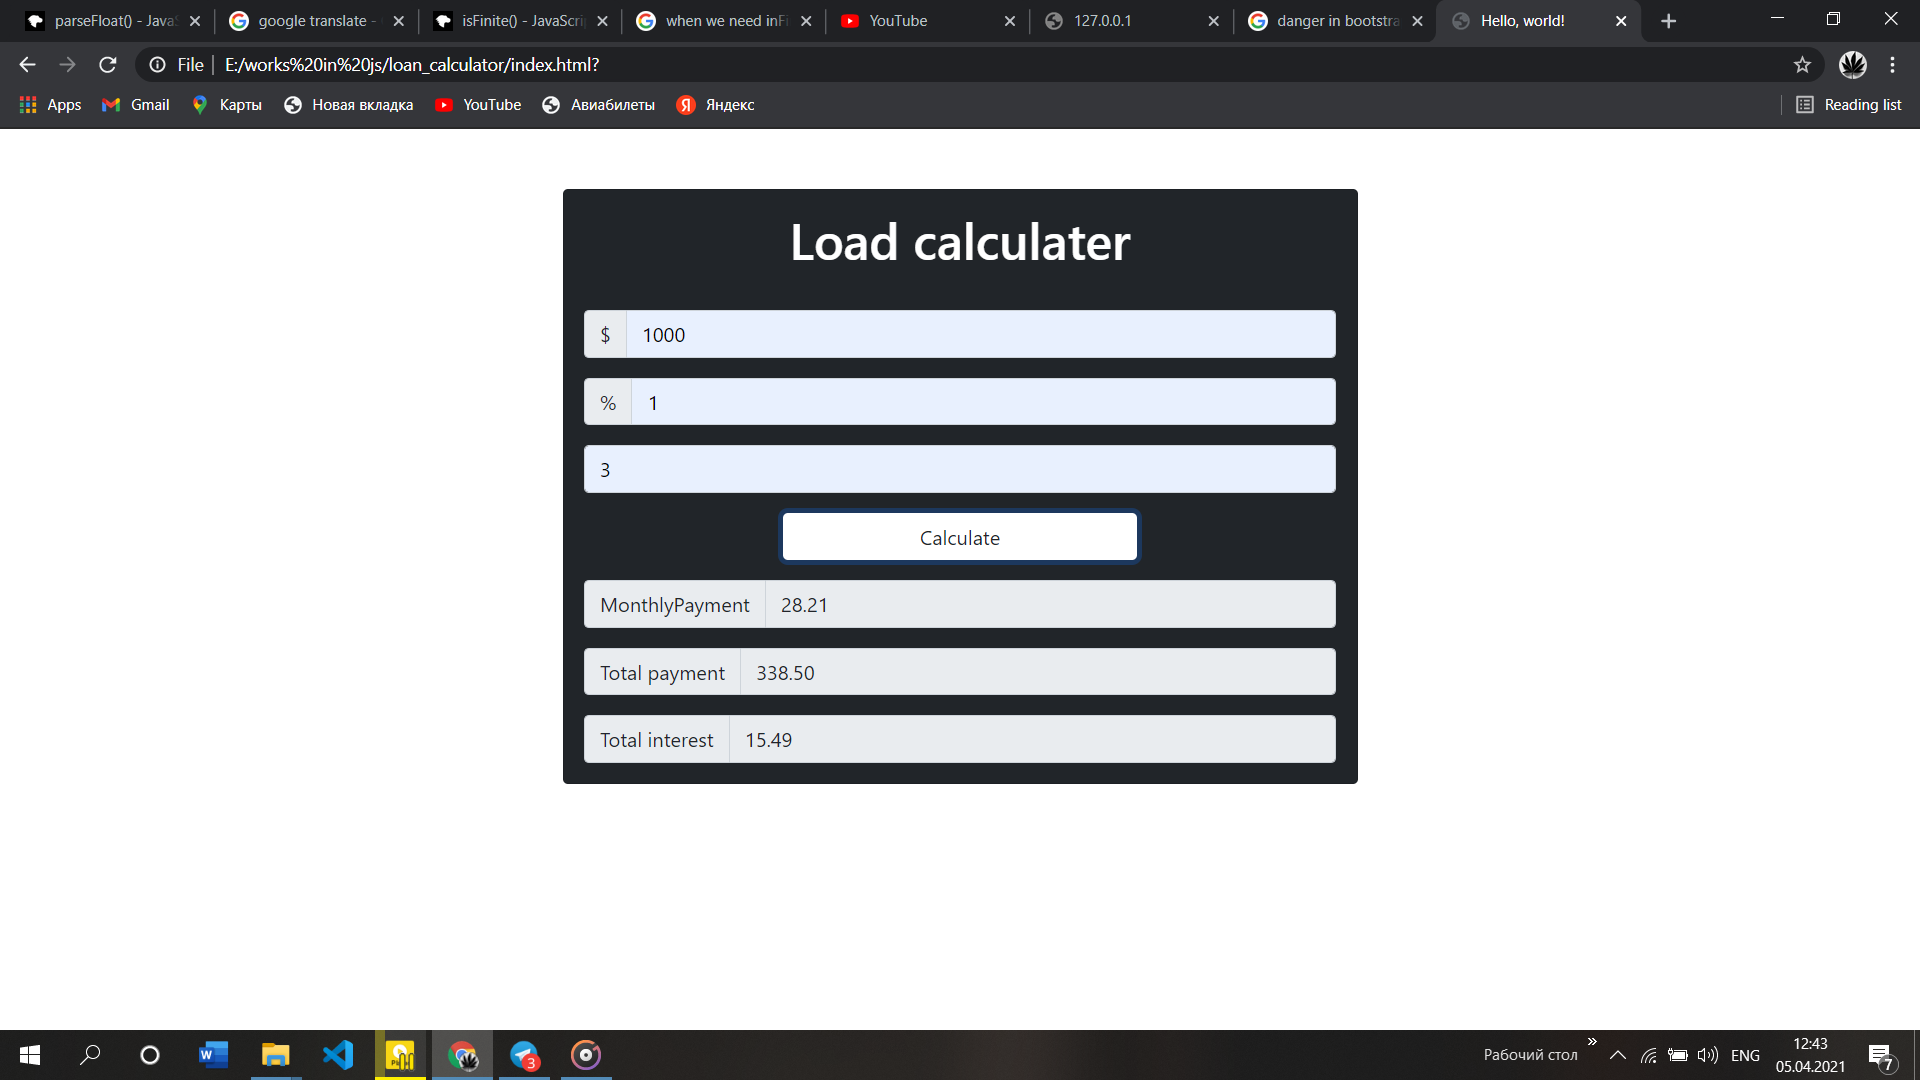 parseFloat() - JavaS
google translate -
isFinite() - JavaScri
when we need inFi
YouTube
127.0.0.1
danger in bootstra
Hello, world!
File E:/works%20in%20js/loan_calculator/index.html?
Apps Gmail Карты Новая вкладка YouTube Авиабилеты Яндекс Reading list
Load calculater
$ 1000
% 1
3
Calculate
MonthlyPayment 28.21
Total payment 338.50
Total interest 15.49
Рабочий стол
ENG
12:43
05.04.2021
3
7